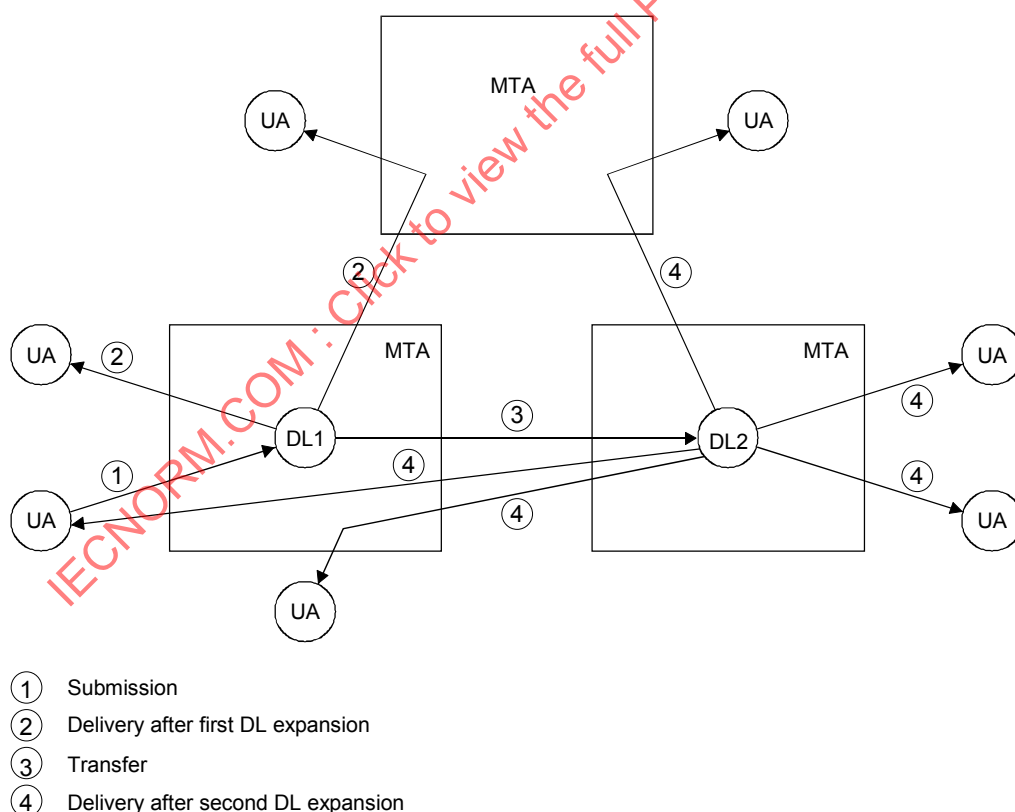 MTA
UA
UA
2
4
UA
2
MTA
MTA
UA
DL1
3
DL2
4
1
4
UA
4
4
UA
UA
1 Submission
2 Delivery after first DL expansion
3 Transfer
4 Delivery after second DL expansion
IECNORM.COM : Click to view the full